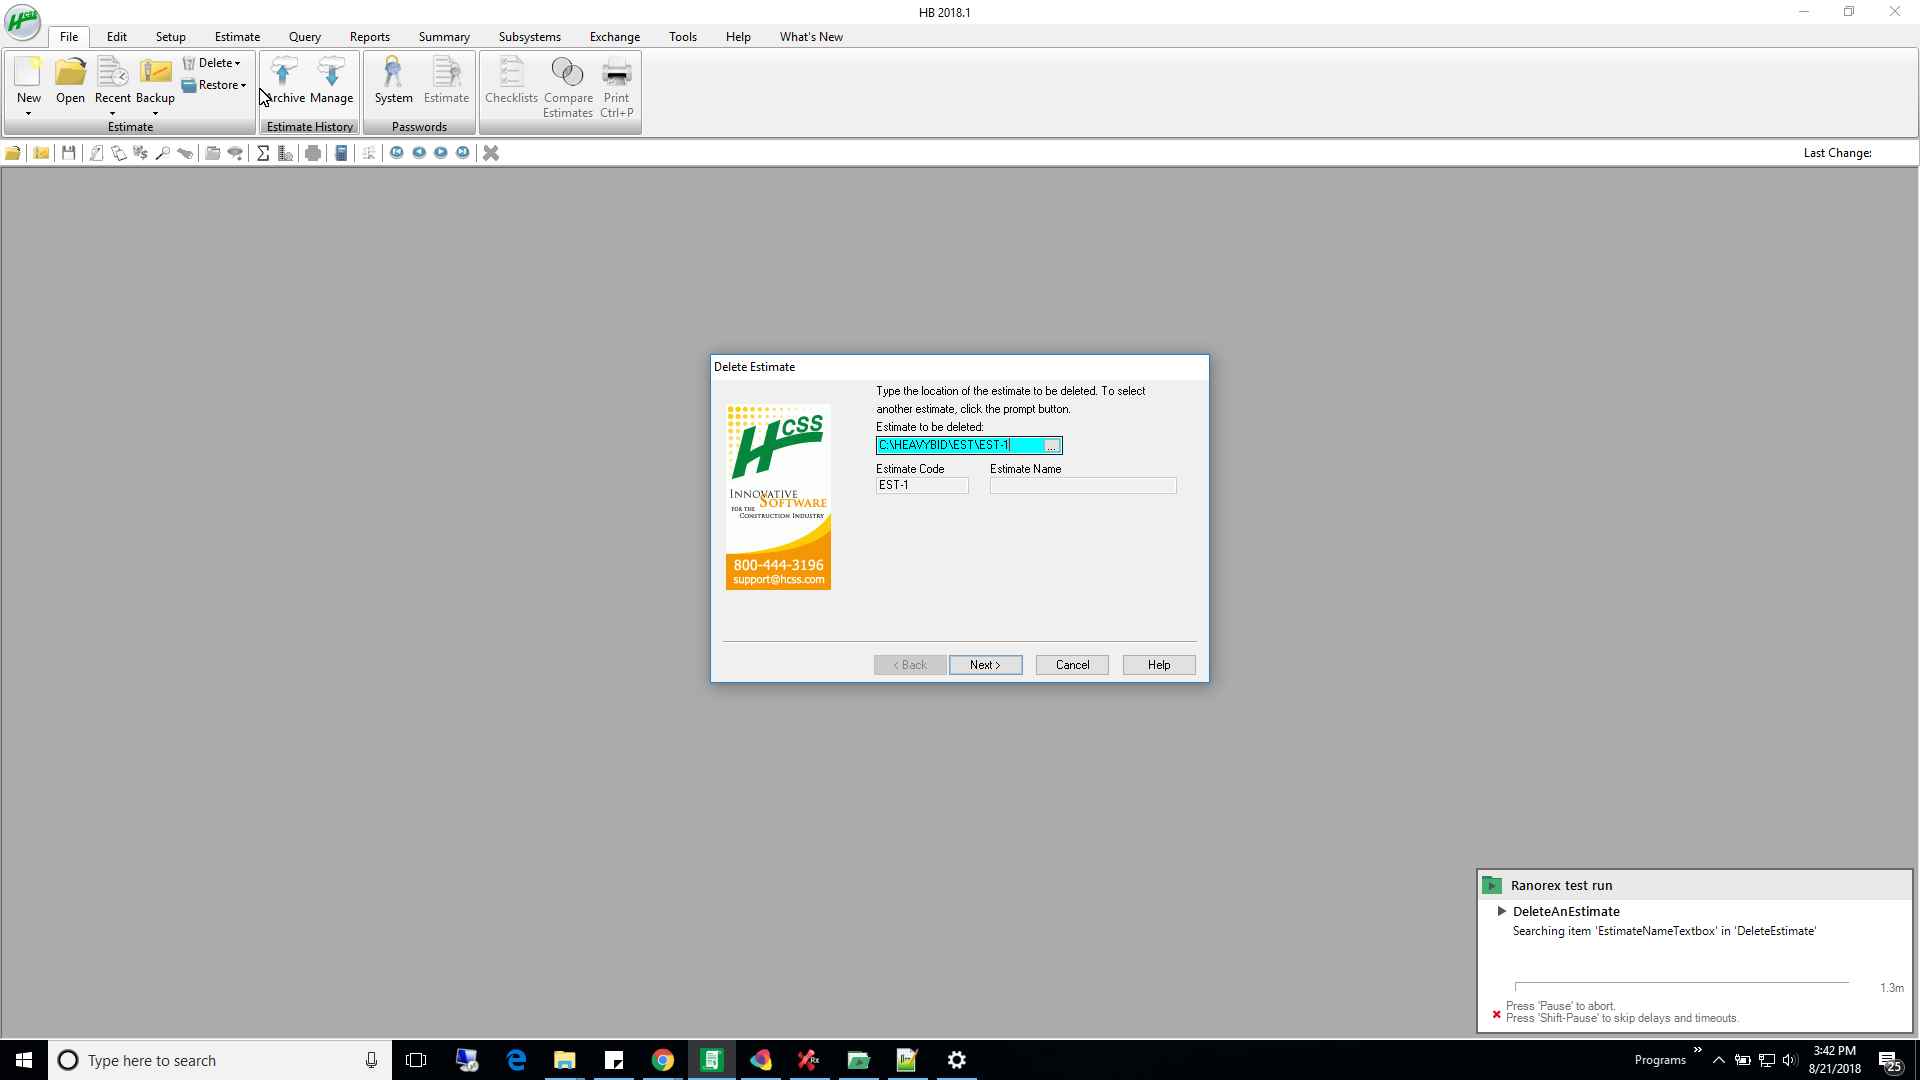 HB 2018.1
File Edit Setup Estimate Query Reports Summary Subsystems Exchange Tools Help What's New
New Open Recent Backup Delete Restore
Estimate
Archive Manage
Estimate History
System Estimate
Passwords
Checklists Compare Estimates Print Ctrl+P
Last Change:
Delete Estimate
Type the location of the estimate to be deleted. To select
another estimate, click the prompt button.
Estimate to be deleted:
C:\HEAVYBID\EST\EST-1
...
Estimate Code Estimate Name
EST-1
HCSS
INNOVATIVE
SOFTWARE
FOR THE
CONSTRUCTION INDUSTRY
800-444-3196
support@hcss.com
< Back Next > Cancel Help
Ranorex test run
DeleteAnEstimate
Searching item 'EstimateNameTextbox' in 'DeleteEstimate'
1.3m
Press 'Pause' to abort.
Press 'Shift-Pause' to skip delays and timeouts.
Type here to search
Programs
3:42 PM
8/21/2018
25